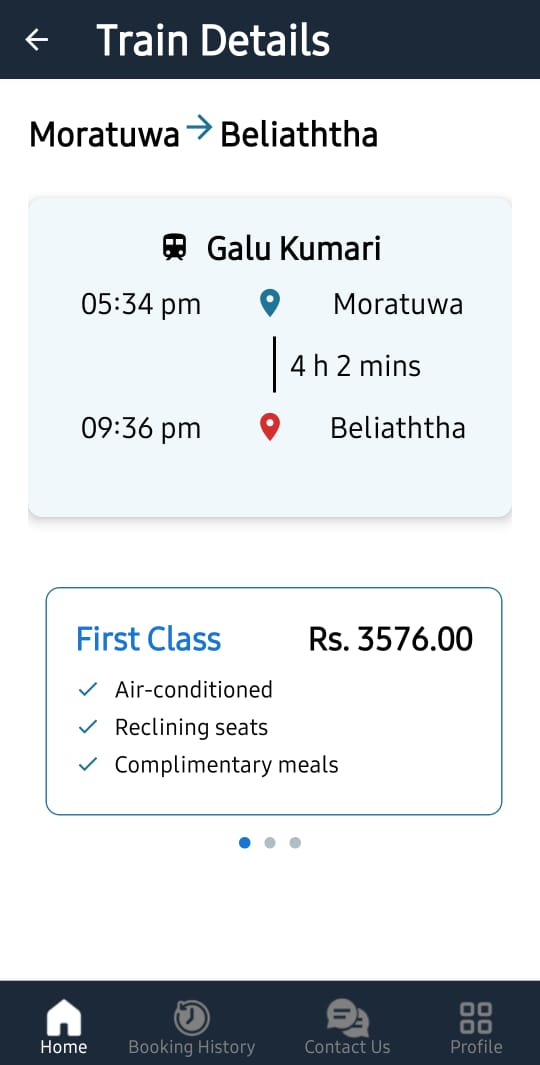 Train Details
Moratuwa → Beliaththa
Galu Kumari
05:34 pm Moratuwa
4 h 2 mins
09:36 pm Beliaththa
First Class Rs. 3576.00
Air-conditioned
Reclining seats
Complimentary meals
Home Booking History Contact Us Profile